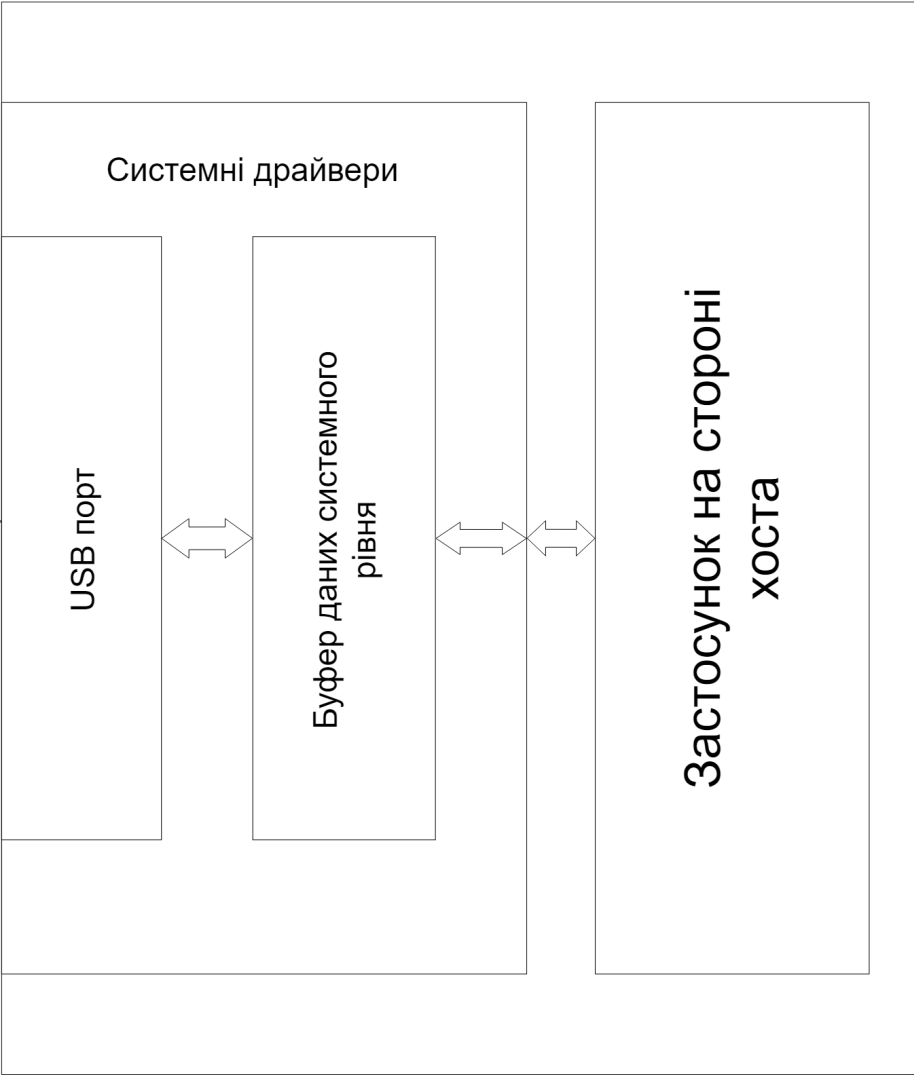 Системні драйвери
USB порт
Буфер даних системного
рівня
Застосунок на стороні
хоста